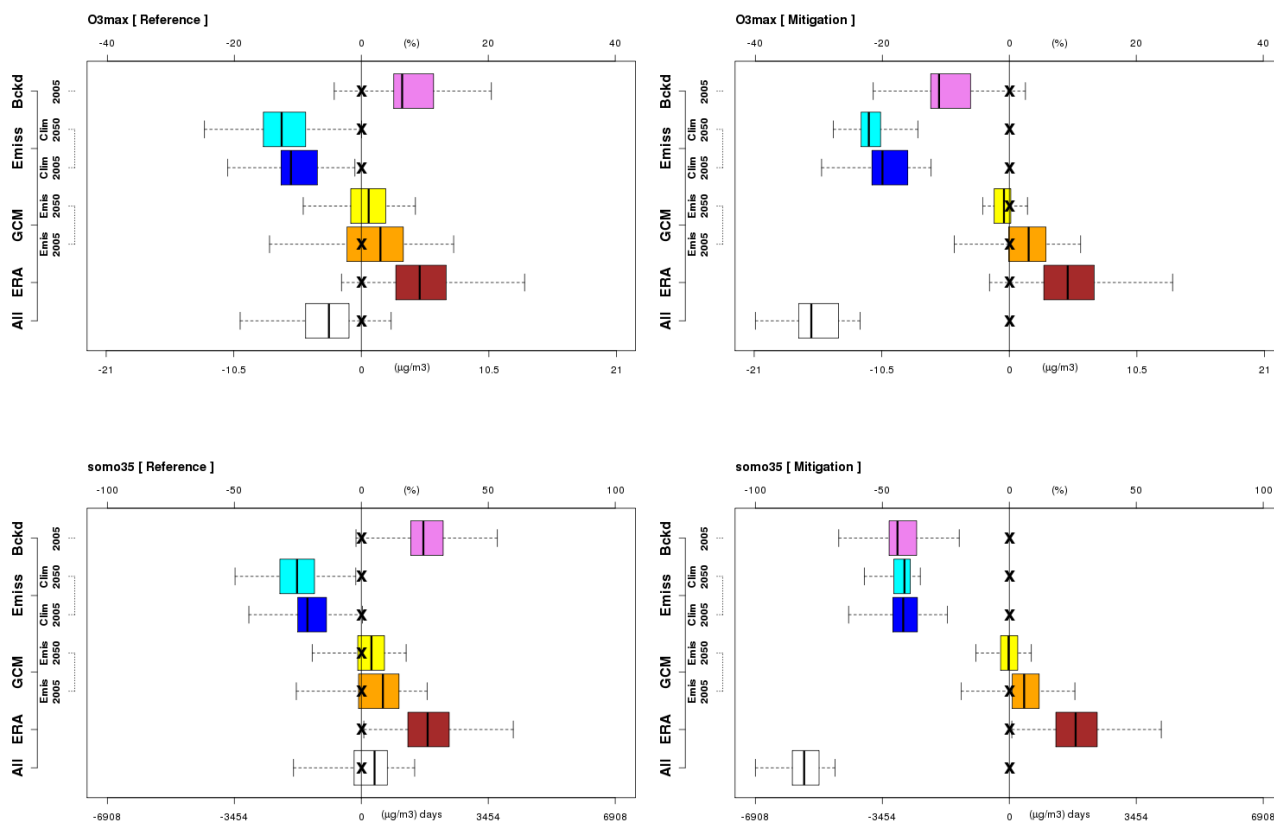 O3max [ Reference ]
-40 -20 0 (%) 20 40
Bckd 2005
Emiss Clim 2050
Clim 2005
GCM Emis 2050
Emis 2005
ERA
All
X
X
X
X
X
X
X
-21 -10.5 0 (µg/m3) 10.5 21
O3max [ Mitigation ]
-40 -20 0 (%) 20 40
Bckd 2005
Emiss Clim 2050
Clim 2005
GCM Emis 2050
Emis 2005
ERA
All
X
X
X
X
X
X
X
-21 -10.5 0 (µg/m3) 10.5 21
somo35 [ Reference ]
-100 -50 0 (%) 50 100
Bckd 2005
Emiss Clim 2050
Clim 2005
GCM Emis 2050
Emis 2005
ERA
All
X
X
X
X
X
X
X
-6908 -3454 0 (µg/m3) days 3454 6908
somo35 [ Mitigation ]
-100 -50 0 (%) 50 100
Bckd 2005
Emiss Clim 2050
Clim 2005
GCM Emis 2050
Emis 2005
ERA
All
X
X
X
X
X
X
X
-6908 -3454 0 (µg/m3) days 3454 6908